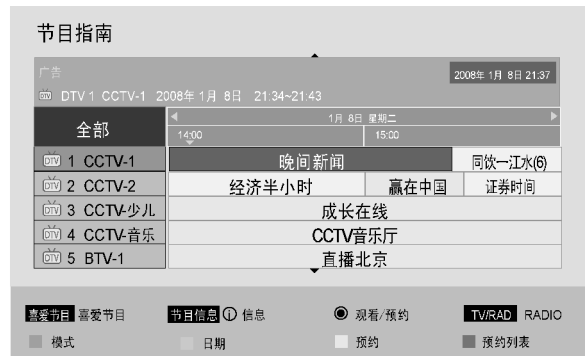 节目指南
广告
2008年 1月 8日 21:37
DTV DTV 1 CCTV-1 2008年 1月 8日 21:34~21:43
全部
1月 8日 星期二
14:00 15:00
DTV 1 CCTV-1 晚间新闻 同饮一江水(6)
DTV 2 CCTV-2 经济半小时 赢在中国 证券时间
DTV 3 CCTV-少儿 成长在线
DTV 4 CCTV-音乐 CCTV音乐厅
DTV 5 BTV-1 直播北京
喜爱节目 喜爱节目 节目信息 i 信息 观看/预约 TV/RAD RADIO
模式 日期 预约 预约列表